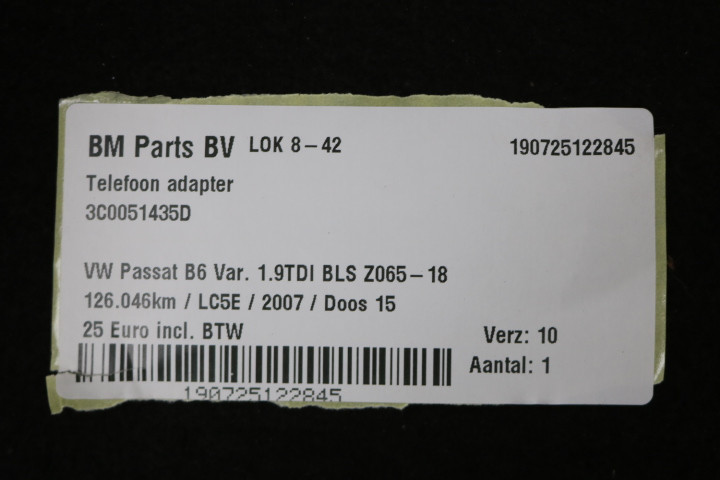 BM Parts BV LOK 8-42 190725122845
Telefoon adapter
3C0051435D
VW Passat B6 Var. 1.9TDI BLS Z065-18
126.046km / LC5E / 2007 / Doos 15
25 Euro incl. BTW Verz: 10
Aantal: 1
190725122845